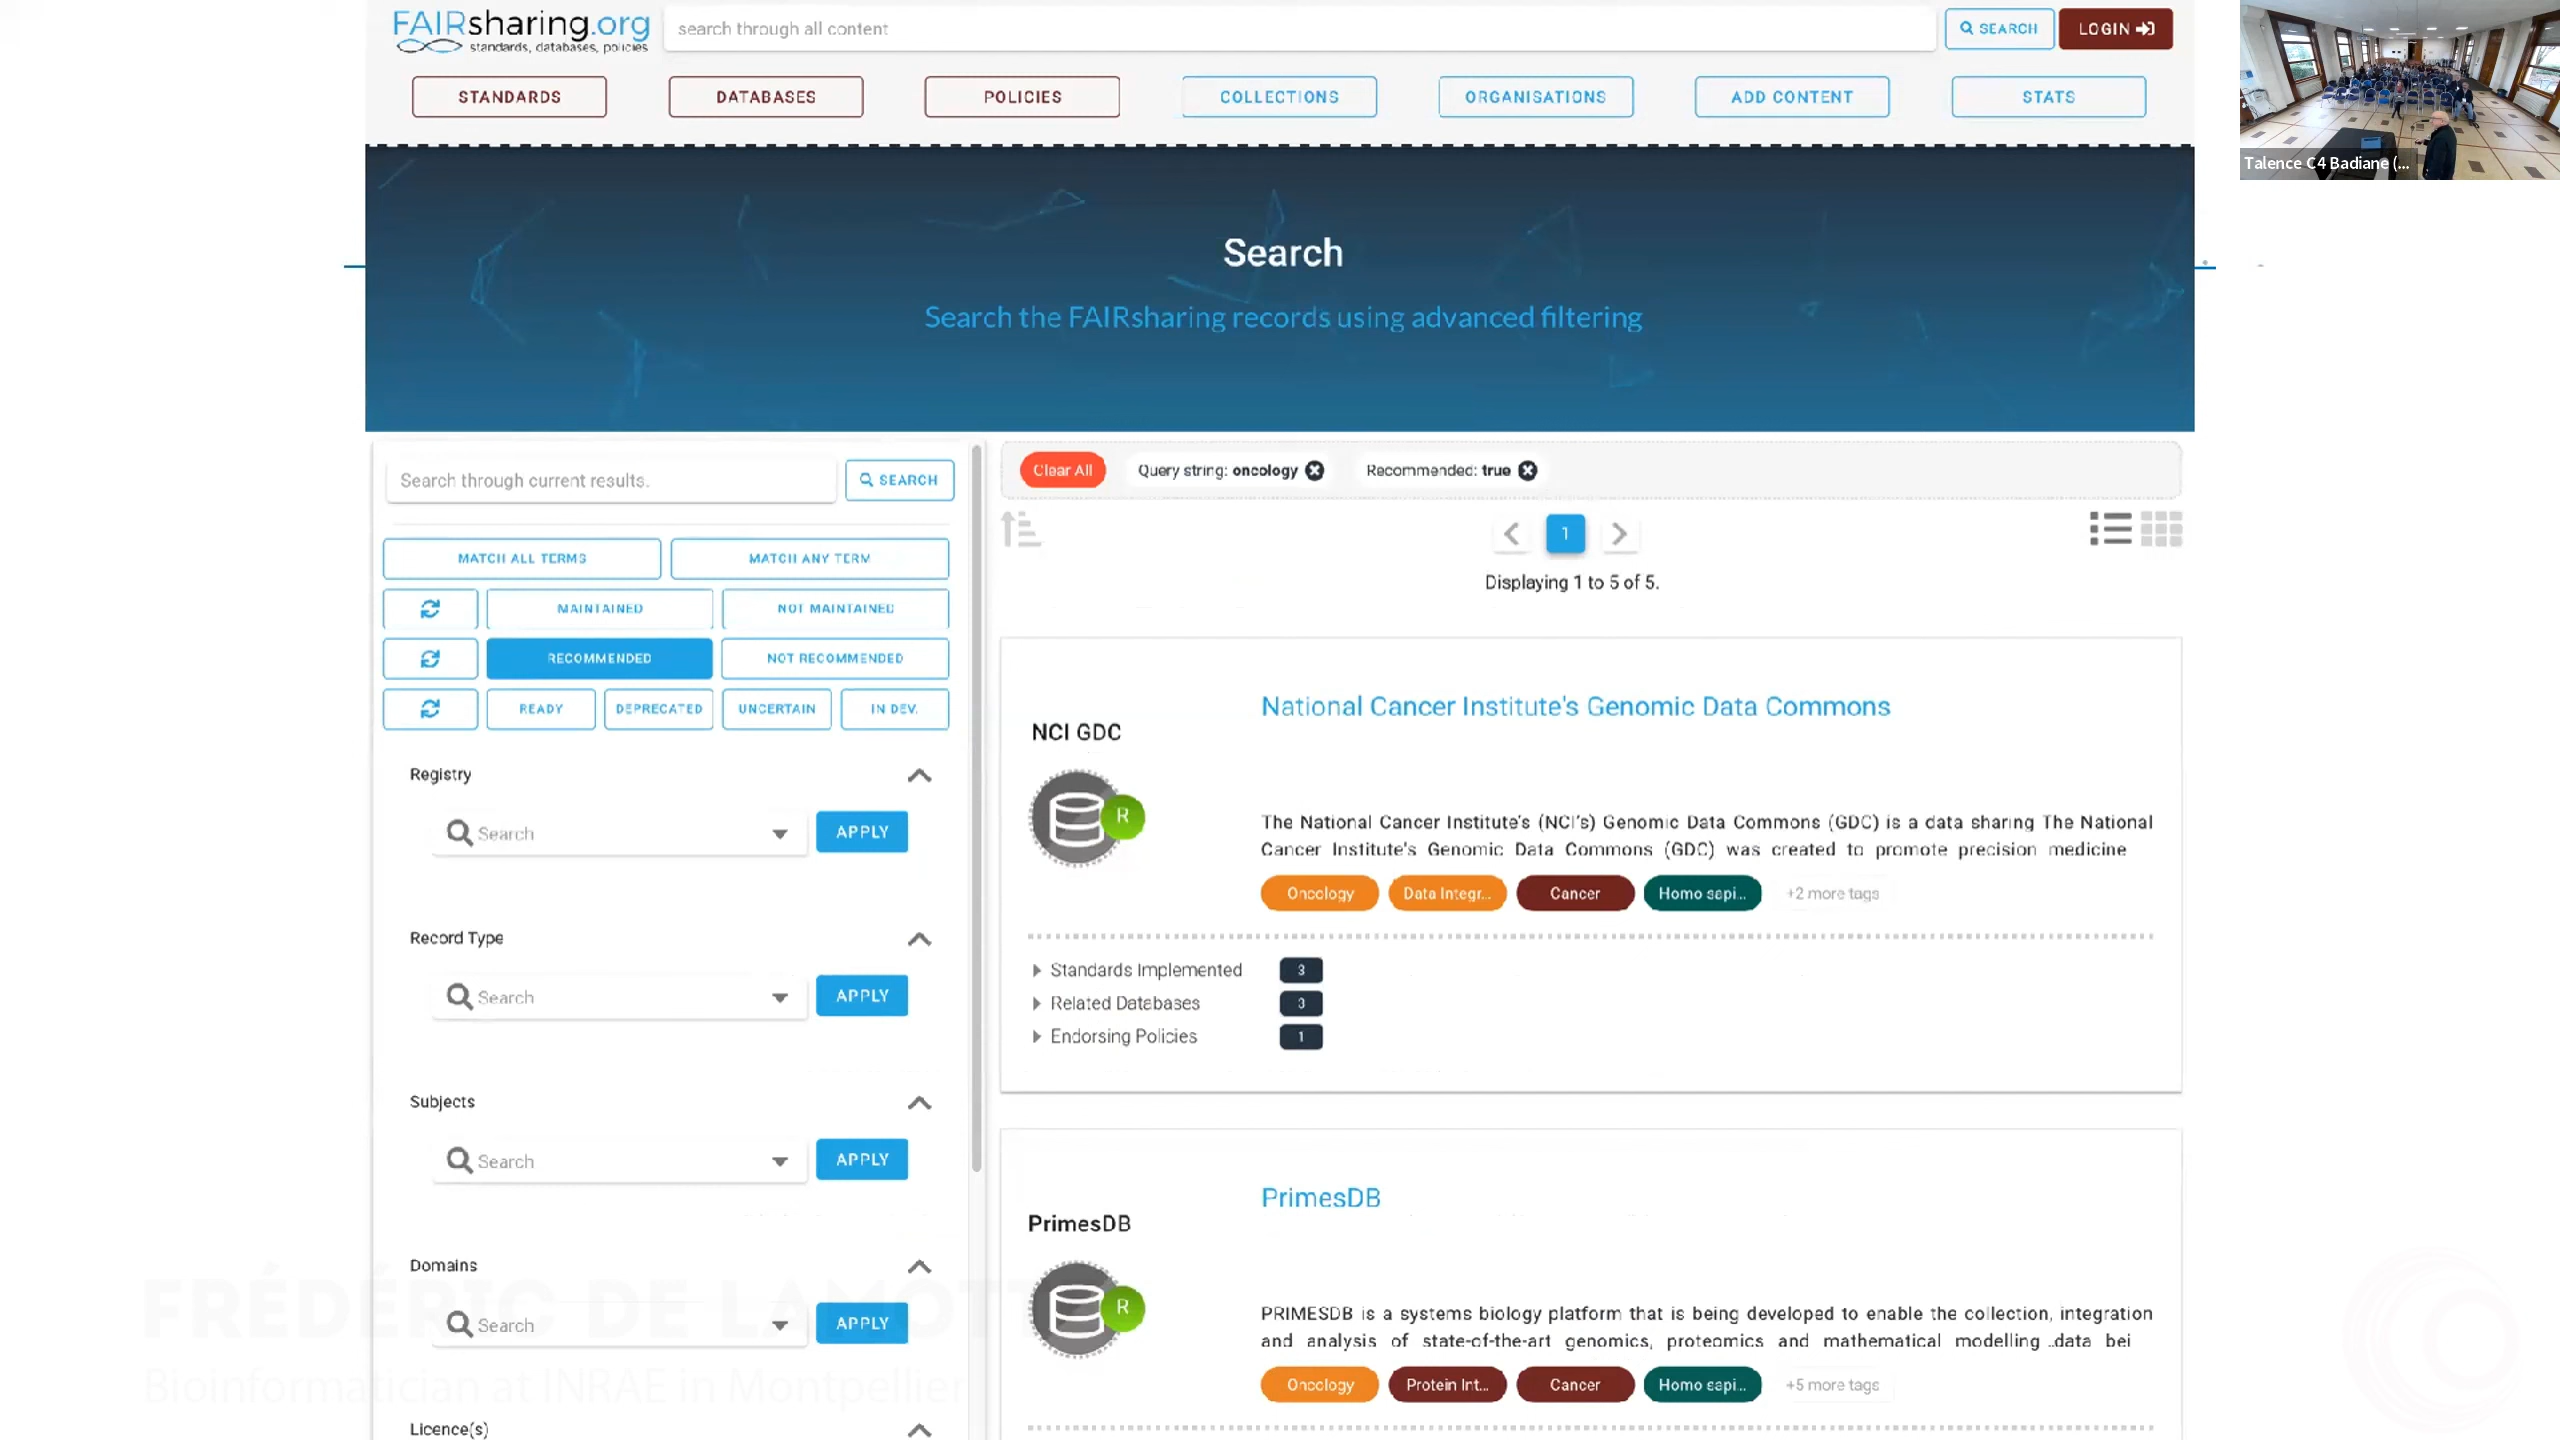 FAIRsharing.org
standards, databases, policies
search through all content
SEARCH
LOGIN
STANDARDS
DATABASES
POLICIES
COLLECTIONS
ORGANISATIONS
ADD CONTENT
STATS
Talence C4 Badiane (...
Search
Search the FAIRsharing records using advanced filtering
Search through current results.
SEARCH
MATCH ALL TERMS
MATCH ANY TERM
MAINTAINED
NOT MAINTAINED
RECOMMENDED
NOT RECOMMENDED
READY
DEPRECATED
UNCERTAIN
IN DEV.
Registry
Search
APPLY
Record Type
Search
APPLY
Subjects
Search
APPLY
Domains
Search
APPLY
Licence(s)
Clear All
Query string: oncology
Recommended: true
1
Displaying 1 to 5 of 5.
NCI GDC
R
National Cancer Institute's Genomic Data Commons
The National Cancer Institute's (NCI's) Genomic Data Commons (GDC) is a data sharing The National
Cancer Institute's Genomic Data Commons (GDC) was created to promote precision medicine
Oncology
Data Integr...
Cancer
Homo sapi...
+2 more tags
Standards Implemented 3
Related Databases 3
Endorsing Policies 1
PrimesDB
R
PrimesDB
PRIMESDB is a systems biology platform that is being developed to enable the collection, integration
and analysis of state-of-the-art genomics, proteomics and mathematical modelling ..data bei
Oncology
Protein Int...
Cancer
Homo sapi...
+5 more tags
FRÉDÉRIC DE LAMOTT
Bioinformatician at INRAE in Montpellier